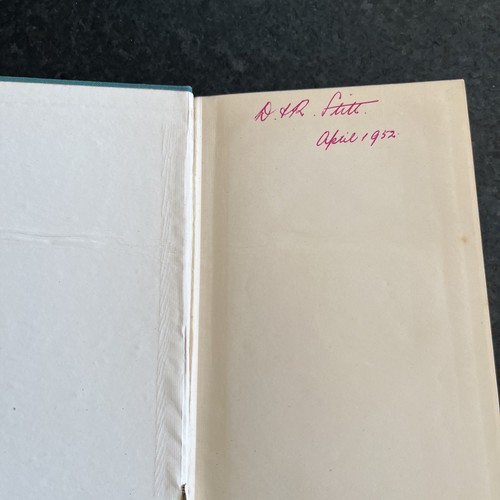 D. & R. Stitt.
April 1952.